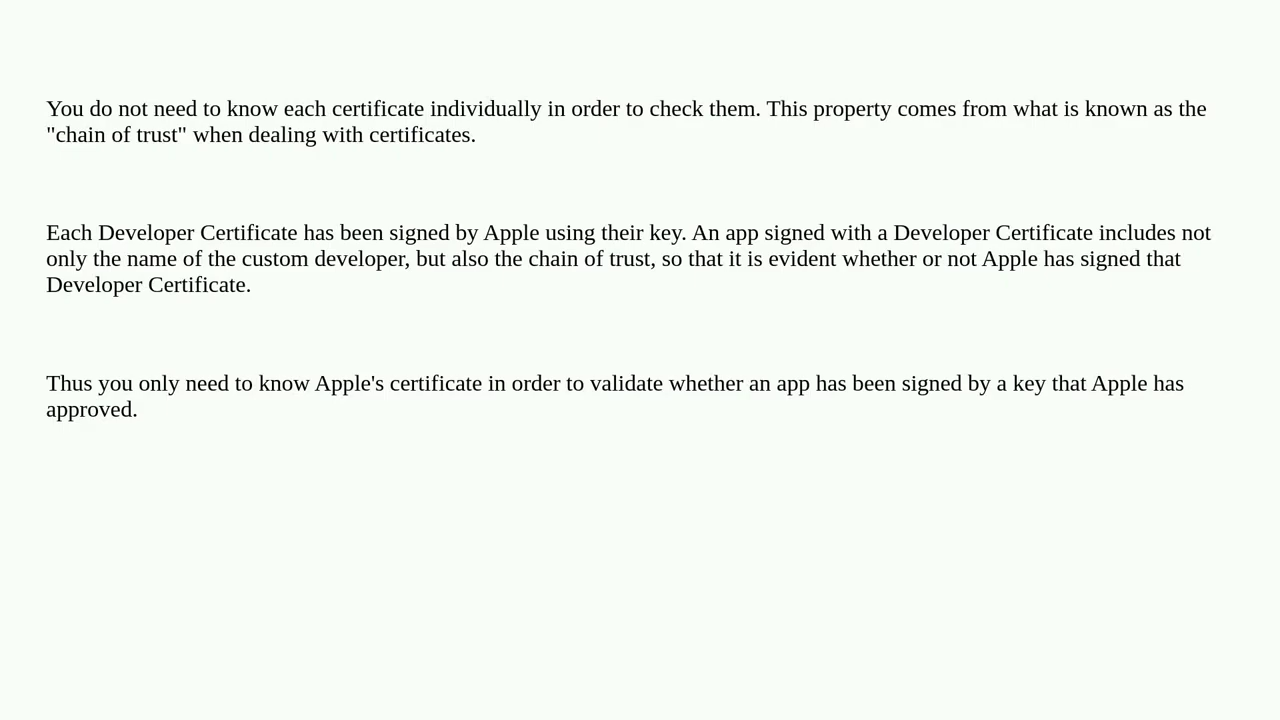 You do not need to know each certificate individually in order to check them. This property comes from what is known as the
"chain of trust" when dealing with certificates.
Each Developer Certificate has been signed by Apple using their key. An app signed with a Developer Certificate includes not
only the name of the custom developer, but also the chain of trust, so that it is evident whether or not Apple has signed that
Developer Certificate.
Thus you only need to know Apple's certificate in order to validate whether an app has been signed by a key that Apple has
approved.